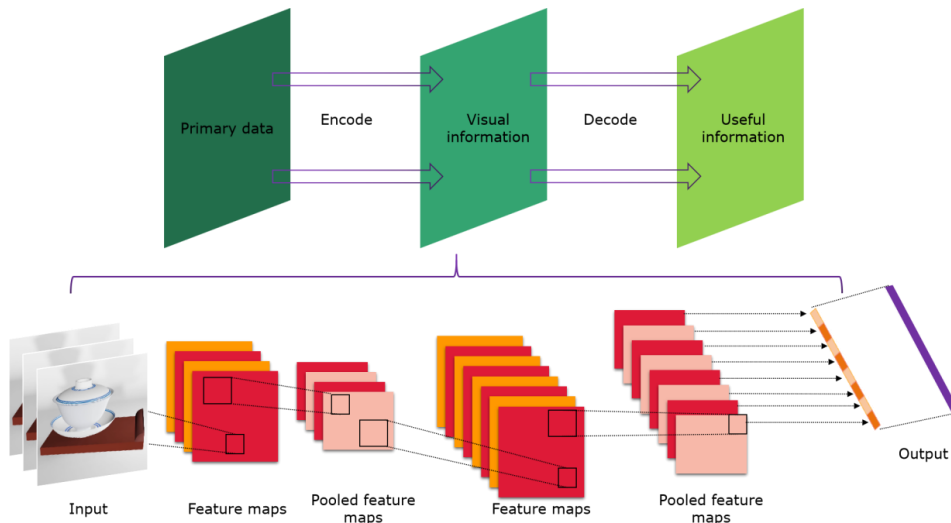 Primary data
Encode
Visual
information
Decode
Useful
information
Input
Feature maps
Pooled feature
maps
Feature maps
Pooled feature
maps
Output